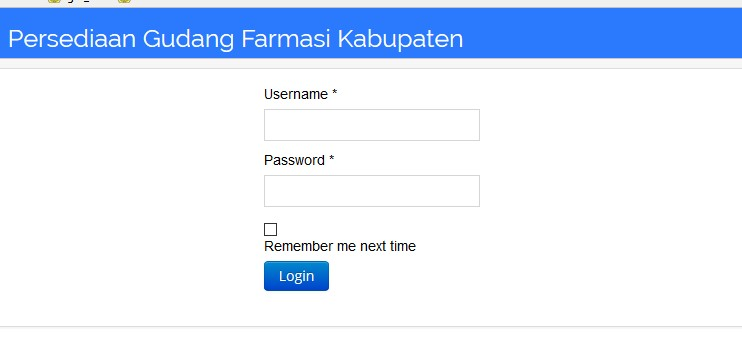 Persediaan Gudang Farmasi Kabupaten
Username *
Password *
Remember me next time
Login